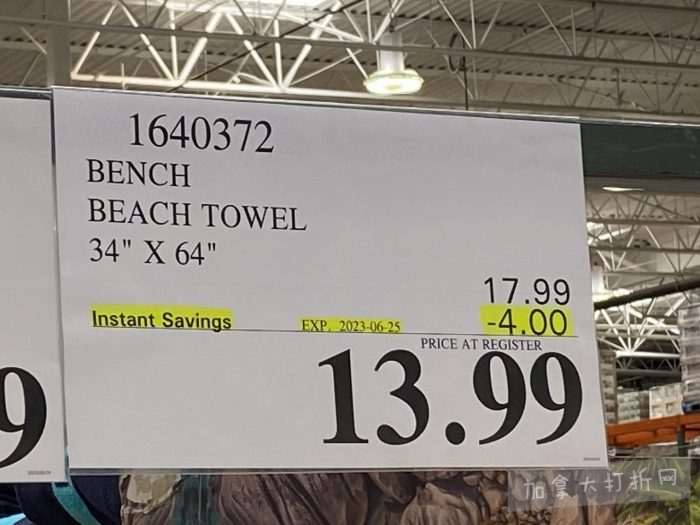 1640372
BENCH
BEACH TOWEL
34" X 64"
17.99
Instant Savings EXP. 2023-06-25 -4.00
PRICE AT REGISTER
13.99
9
加拿大打折网